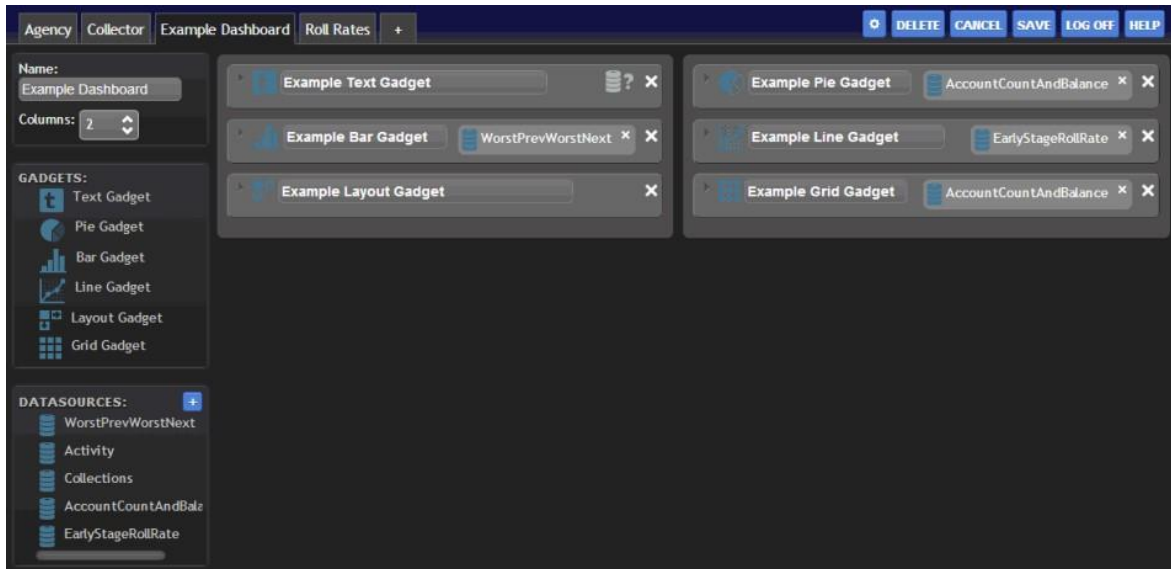 Agency Collector Example Dashboard Roll Rates + DELETE CANCEL SAVE LOG OFF HELP
Name:
Example Dashboard
Columns: 2
GADGETS:
t Text Gadget
Pie Gadget
Bar Gadget
Line Gadget
Layout Gadget
Grid Gadget
DATASOURCES: +
WorstPrevWorstNext
Activity
Collections
AccountCountAndBala
EarlyStageRollRate
Example Text Gadget ? ×
Example Bar Gadget WorstPrevWorstNext × ×
Example Layout Gadget ×
Example Pie Gadget AccountCountAndBalance × ×
Example Line Gadget EarlyStageRollRate × ×
Example Grid Gadget AccountCountAndBalance × ×